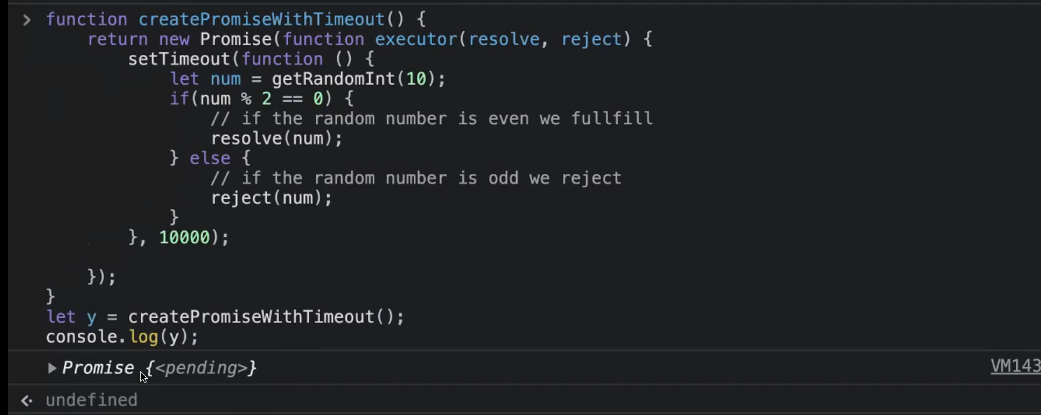 > function createPromiseWithTimeout() {
return new Promise(function executor(resolve, reject) {
setTimeout(function () {
let num = getRandomInt(10);
if(num % 2 == 0) {
// if the random number is even we fullfill
resolve(num);
} else {
// if the random number is odd we reject
reject(num);
}
}, 10000);
});
}
let y = createPromiseWithTimeout();
console.log(y);
Promise {<pending>} VM143
undefined